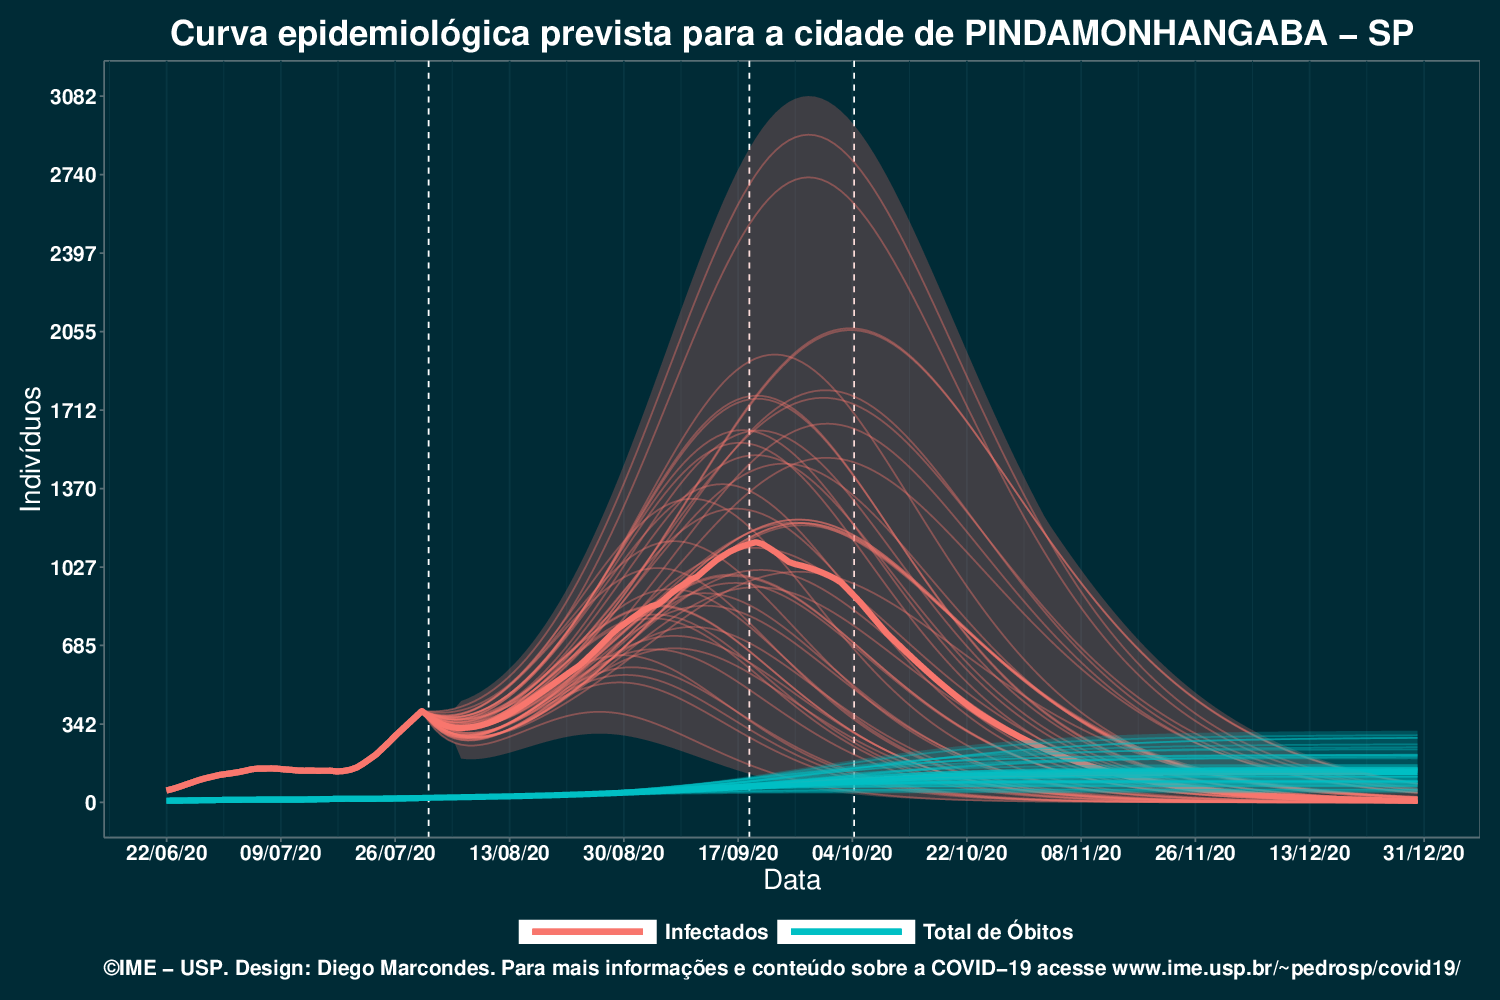 Curva epidemiológica prevista para a cidade de PINDAMONHANGABA − SP
3082
2740
2397
2055
1712
1370
1027
685
342
0
Indivíduos
22/06/20 09/07/20 26/07/20 13/08/20 30/08/20 17/09/20 04/10/20 22/10/20 08/11/20 26/11/20 13/12/20 31/12/20
Data
Infectados Total de Óbitos
©IME − USP. Design: Diego Marcondes. Para mais informações e conteúdo sobre a COVID−19 acesse www.ime.usp.br/~pedrosp/covid19/